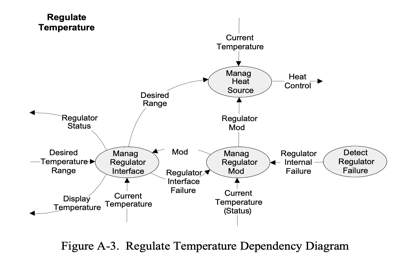 Regulate
Temperature
Current
Temperature
Manag
Heat
Source
Heat
Control
Desired
Range
Regulator
Status
Regulator
Mod
Desired
Temperature
Range
Manag
Regulator
Interface
Mod
Manag
Regulator
Mod
Regulator
Internal
Failure
Detect
Regulator
Failure
Regulator
Interface
Failure
Display
Temperature
Current
Temperature
Current
Temperature
(Status)
Figure A-3. Regulate Temperature Dependency Diagram